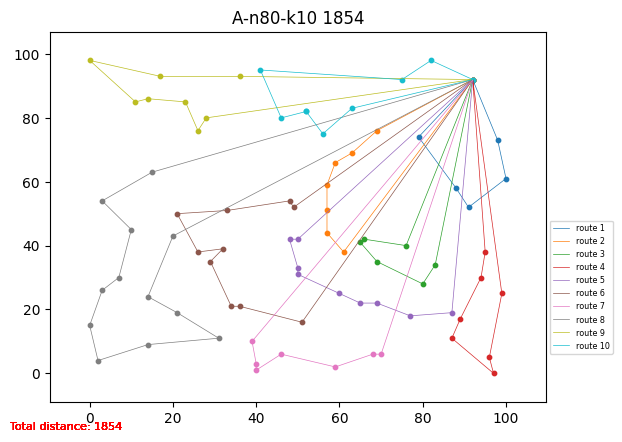 A-n80-k10 1854
100
80
60
40
20
0
0
20
40
60
80
100
route 1
route 2
route 3
route 4
route 5
route 6
route 7
route 8
route 9
route 10
Total distance: 1854